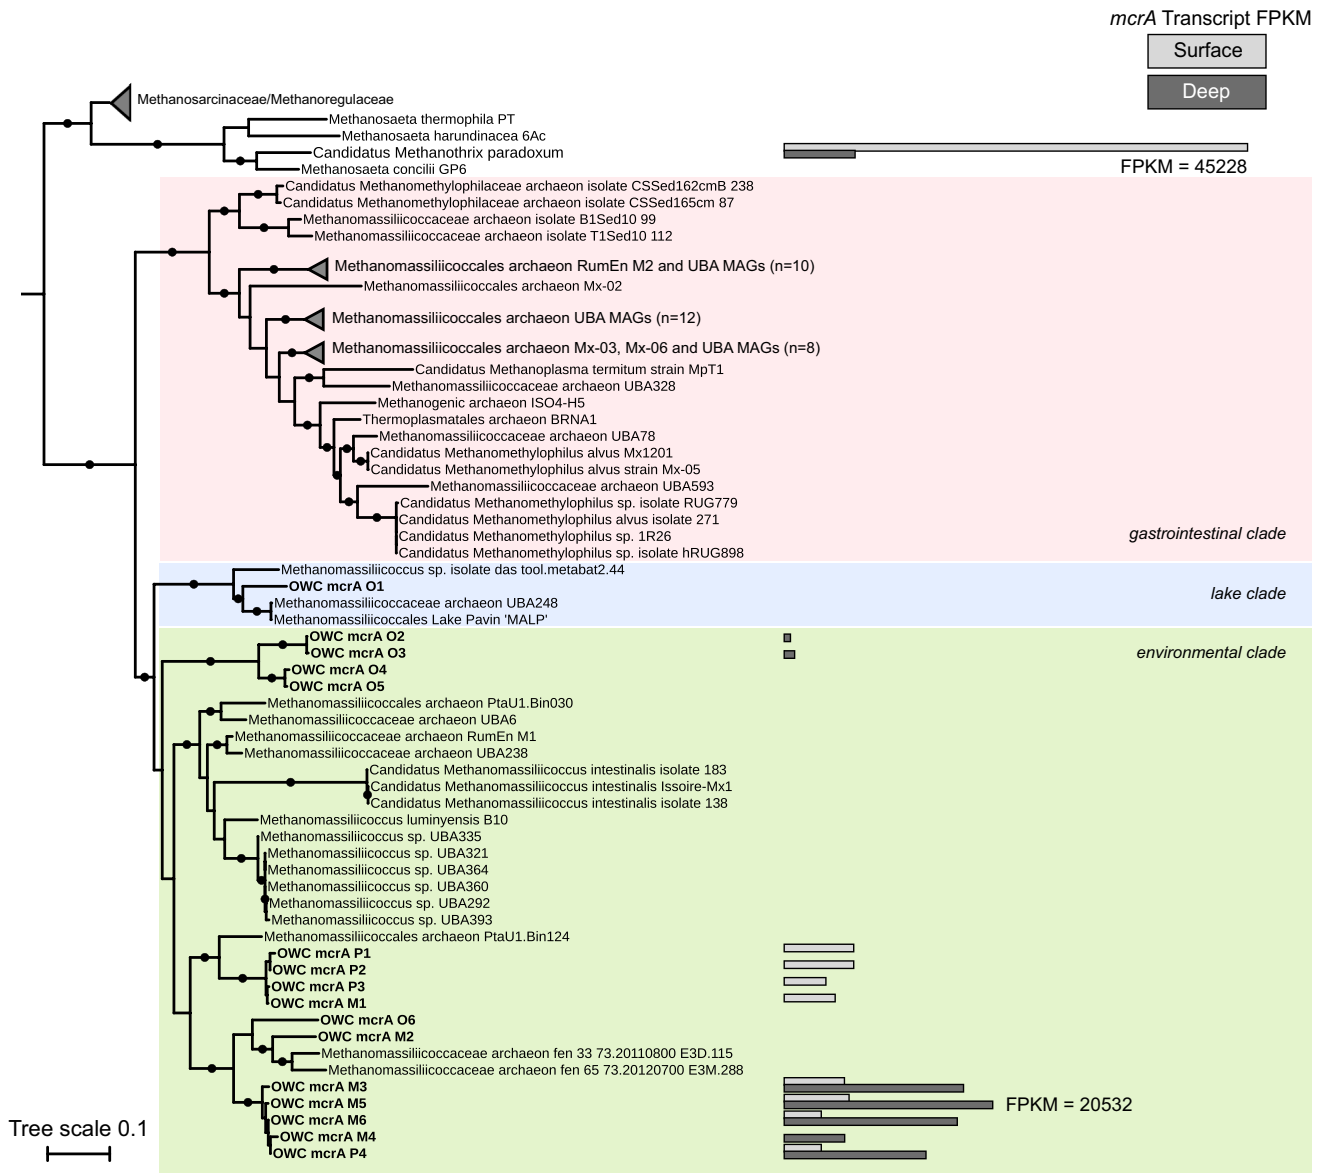 mcrA Transcript FPKM
Surface
Deep
Methanosarcinaceae/Methanoregulaceae
Methanosaeta thermophila PT
Methanosaeta harundinacea 6Ac
Candidatus Methanothrix paradoxum
FPKM = 45228
Methanosaeta concilii GP6
Candidatus Methanomethylophilaceae archaeon isolate CSSed162cmB 238
Candidatus Methanomethylophilaceae archaeon isolate CSSed165cm 87
Methanomassiliicoccaceae archaeon isolate B1Sed10 99
Methanomassiliicoccaceae archaeon isolate T1Sed10 112
Methanomassiliicoccales archaeon RumEn M2 and UBA MAGs (n=10)
Methanomassiliicoccales archaeon Mx-02
Methanomassiliicoccales archaeon UBA MAGs (n=12)
Methanomassiliicoccales archaeon Mx-03, Mx-06 and UBA MAGs (n=8)
Candidatus Methanoplasma termitum strain MpT1
Methanomassiliicoccaceae archaeon UBA328
Methanogenic archaeon ISO4-H5
Thermoplasmatales archaeon BRNA1
Methanomassiliicoccaceae archaeon UBA78
Candidatus Methanomethylophilus alvus Mx1201
Candidatus Methanomethylophilus alvus strain Mx-05
Methanomassiliicoccaceae archaeon UBA593
Candidatus Methanomethylophilus sp. isolate RUG779
Candidatus Methanomethylophilus alvus isolate 271
Candidatus Methanomethylophilus sp. 1R26
Candidatus Methanomethylophilus sp. isolate hRUG898
gastrointestinal clade
Methanomassiliicoccus sp. isolate das tool.metabat2.44
OWC mcrA O1
Methanomassiliicoccaceae archaeon UBA248
Methanomassiliicoccales Lake Pavin 'MALP'
lake clade
OWC mcrA O2
OWC mcrA O3
environmental clade
OWC mcrA O4
OWC mcrA O5
Methanomassiliicoccales archaeon PtaU1.Bin030
Methanomassiliicoccaceae archaeon UBA6
Methanomassiliicoccaceae archaeon RumEn M1
Methanomassiliicoccaceae archaeon UBA238
Candidatus Methanomassiliicoccus intestinalis isolate 183
Candidatus Methanomassiliicoccus intestinalis Issoire-Mx1
Candidatus Methanomassiliicoccus intestinalis isolate 138
Methanomassiliicoccus luminyensis B10
Methanomassiliicoccus sp. UBA335
Methanomassiliicoccus sp. UBA321
Methanomassiliicoccus sp. UBA364
Methanomassiliicoccus sp. UBA360
Methanomassiliicoccus sp. UBA292
Methanomassiliicoccus sp. UBA393
Methanomassiliicoccales archaeon PtaU1.Bin124
OWC mcrA P1
OWC mcrA P2
OWC mcrA P3
OWC mcrA M1
OWC mcrA O6
OWC mcrA M2
Methanomassiliicoccaceae archaeon fen 33 73.20110800 E3D.115
Methanomassiliicoccaceae archaeon fen 65 73.20120700 E3M.288
OWC mcrA M3
OWC mcrA M5
FPKM = 20532
OWC mcrA M6
OWC mcrA M4
OWC mcrA P4
Tree scale 0.1